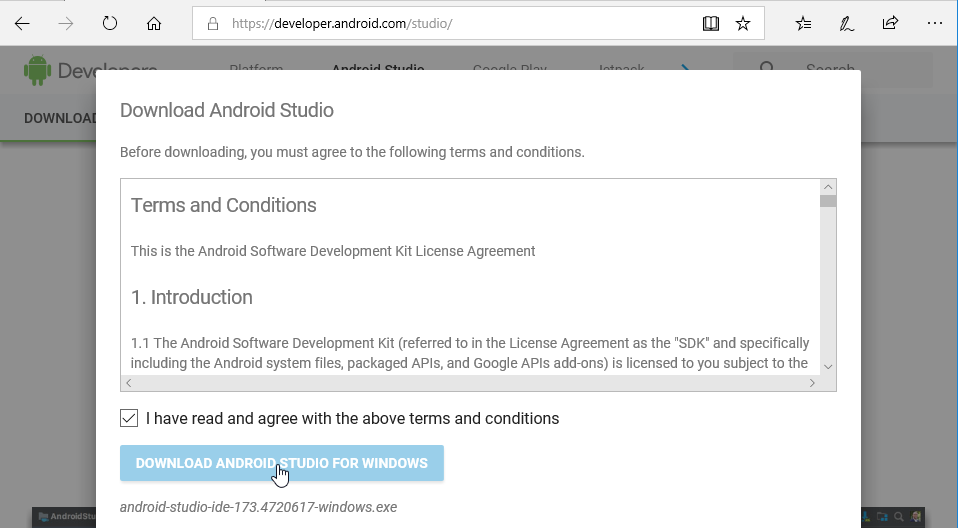 https://developer.android.com/studio/
Developers Platform Android Studio Google Play Jetpack Search
DOWNLOAD
Download Android Studio
Before downloading, you must agree to the following terms and conditions.
Terms and Conditions
This is the Android Software Development Kit License Agreement
1. Introduction
1.1 The Android Software Development Kit (referred to in the License Agreement as the "SDK" and specifically
including the Android system files, packaged APIs, and Google APIs add-ons) is licensed to you subject to the
I have read and agree with the above terms and conditions
DOWNLOAD ANDROID STUDIO FOR WINDOWS
android-studio-ide-173.4720617-windows.exe
AndroidStu